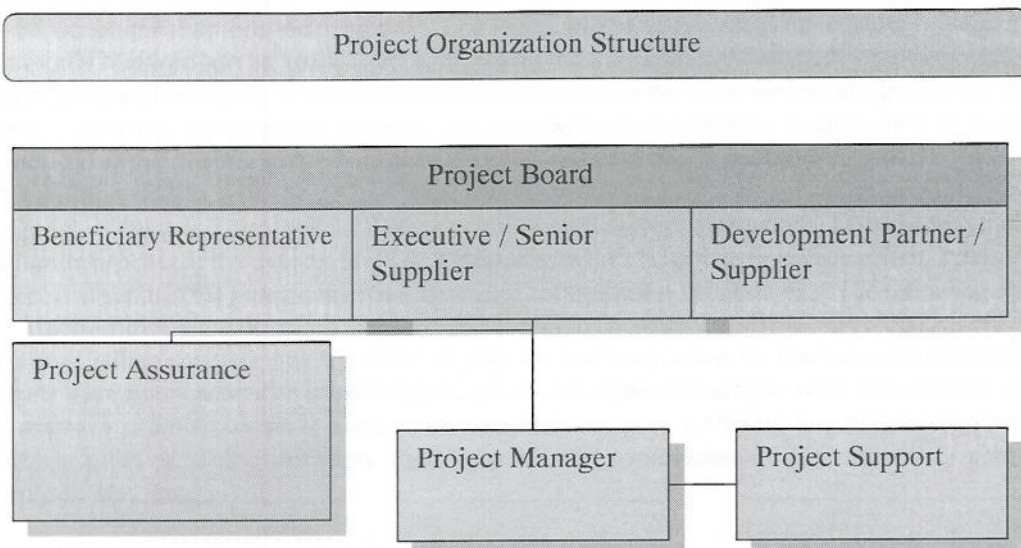 Project Organization Structure
Project Board
Beneficiary Representative
Executive / Senior
Supplier
Development Partner /
Supplier
Project Assurance
Project Manager
Project Support